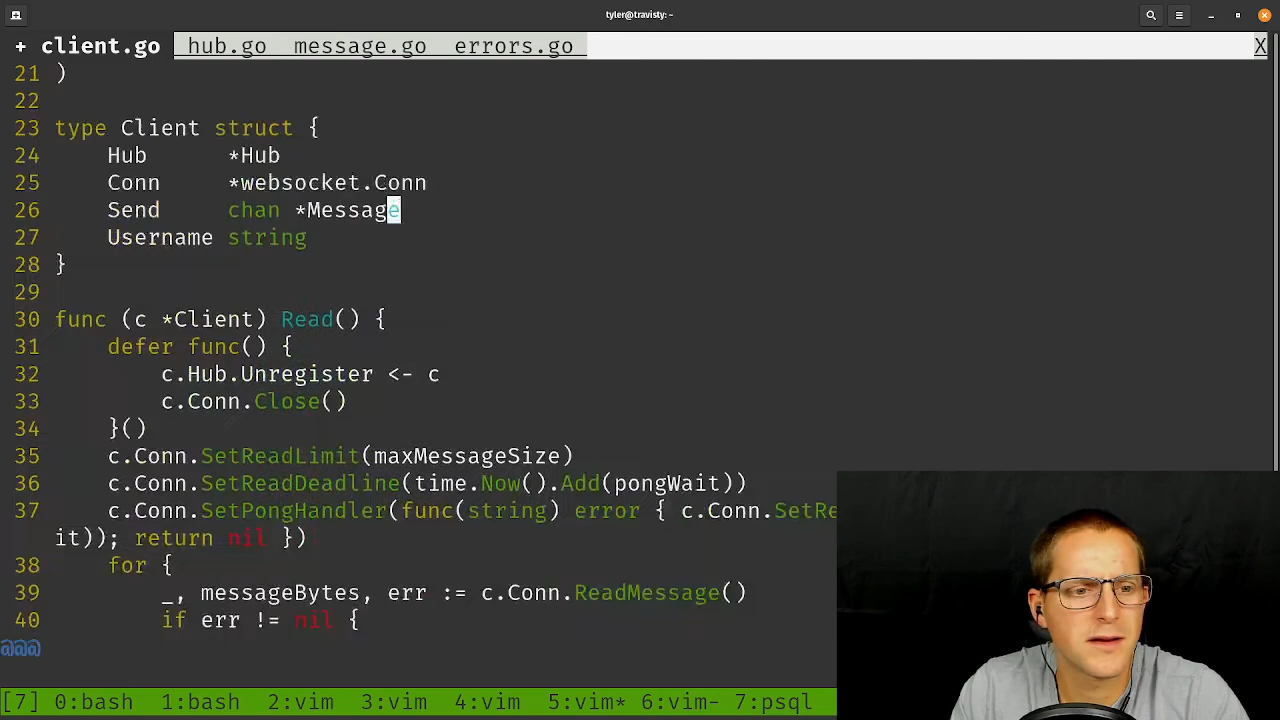 tyler@travisty:~
+ client.go hub.go message.go errors.go X
21 )
22
23 type Client struct {
24 Hub *Hub
25 Conn *websocket.Conn
26 Send chan *Message
27 Username string
28 }
29
30 func (c *Client) Read() {
31 defer func() {
32 c.Hub.Unregister <- c
33 c.Conn.Close()
34 }()
35 c.Conn.SetReadLimit(maxMessageSize)
36 c.Conn.SetReadDeadline(time.Now().Add(pongWait))
37 c.Conn.SetPongHandler(func(string) error { c.Conn.SetRe
it)); return nil })
38 for {
39 _, messageBytes, err := c.Conn.ReadMessage()
40 if err != nil {
@@@
[7] 0:bash 1:bash 2:vim 3:vim 4:vim 5:vim* 6:vim- 7:psql